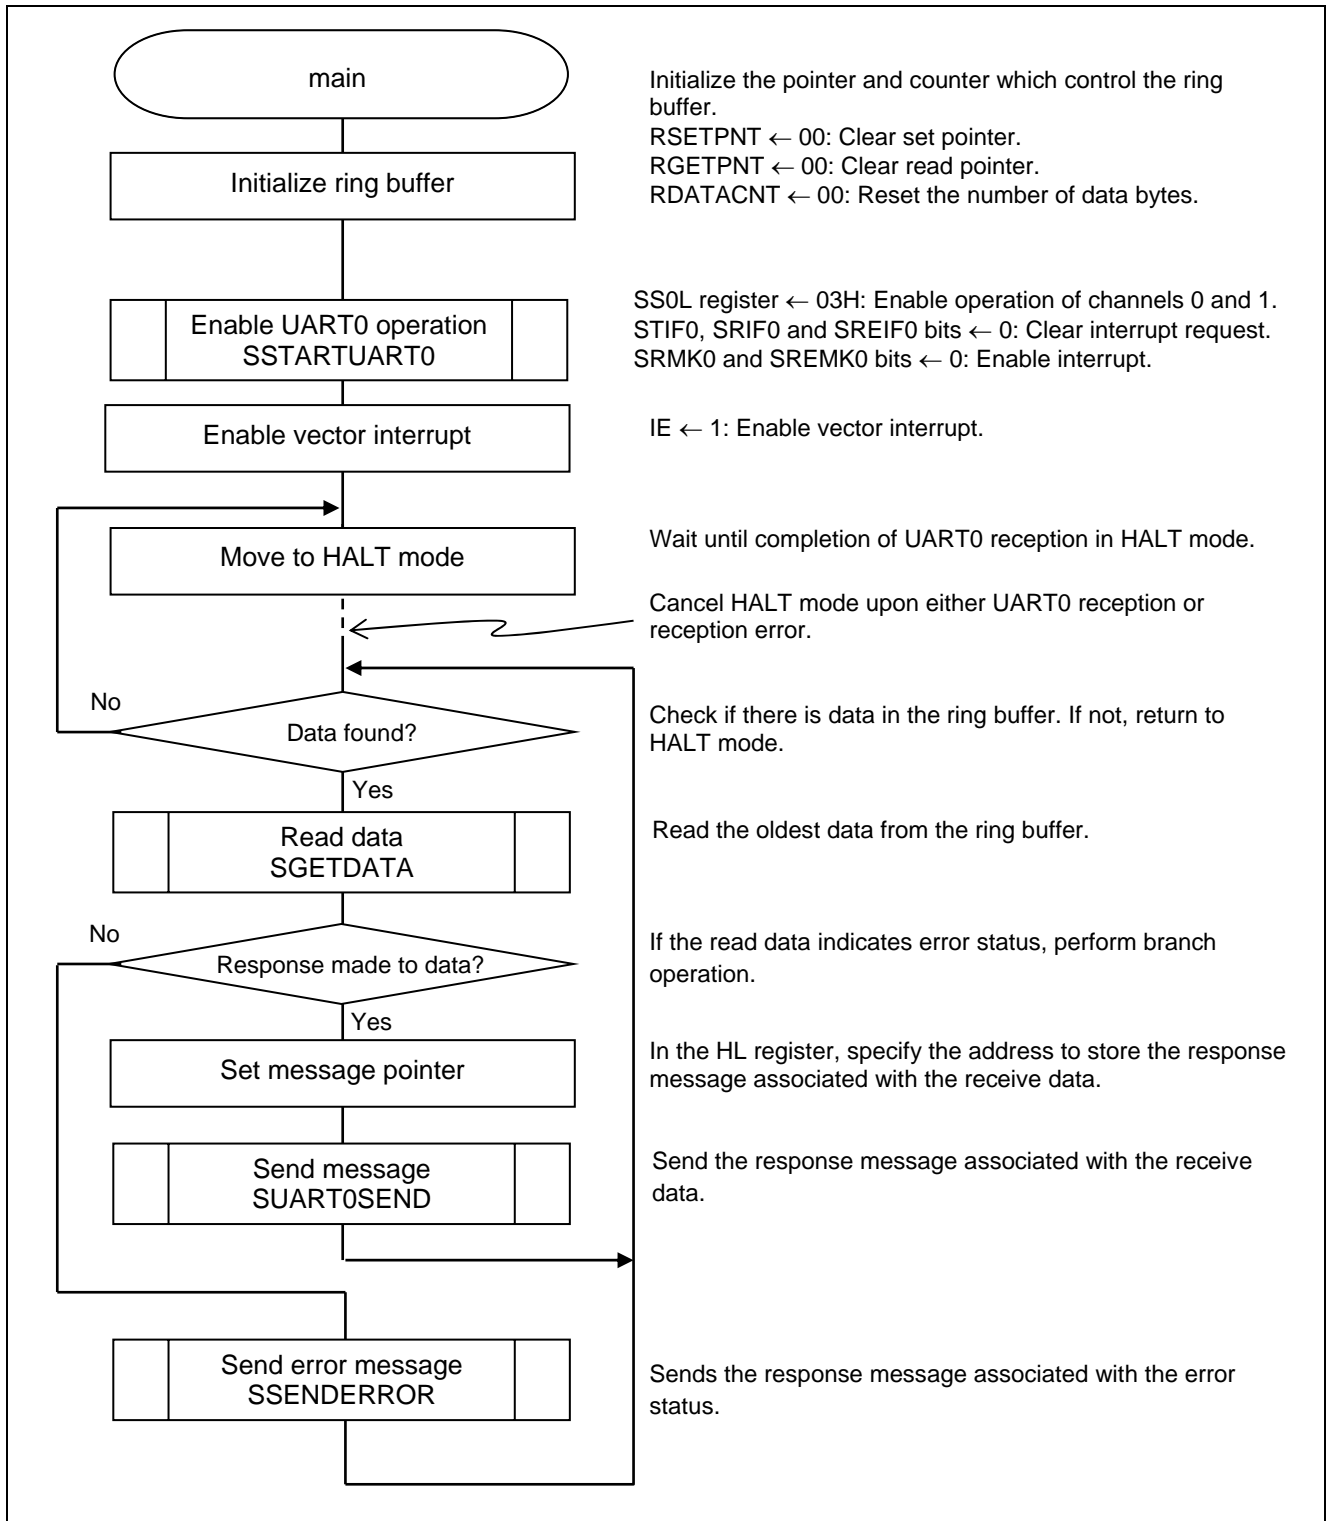 main
Initialize the pointer and counter which control the ring
buffer.
RSETPNT ← 00: Clear set pointer.
RGETPNT ← 00: Clear read pointer.
RDATACNT ← 00: Reset the number of data bytes.
Initialize ring buffer
Enable UART0 operation
SSTARTUART0
SS0L register ← 03H: Enable operation of channels 0 and 1.
STIF0, SRIF0 and SREIF0 bits ← 0: Clear interrupt request.
SRMK0 and SREMK0 bits ← 0: Enable interrupt.
Enable vector interrupt
IE ← 1: Enable vector interrupt.
Move to HALT mode
Wait until completion of UART0 reception in HALT mode.
Cancel HALT mode upon either UART0 reception or
reception error.
No
Data found?
Check if there is data in the ring buffer. If not, return to
HALT mode.
Yes
Read data
SGETDATA
Read the oldest data from the ring buffer.
No
Response made to data?
If the read data indicates error status, perform branch
operation.
Yes
Set message pointer
In the HL register, specify the address to store the response
message associated with the receive data.
Send message
SUART0SEND
Send the response message associated with the receive
data.
Send error message
SSENDERROR
Sends the response message associated with the error
status.